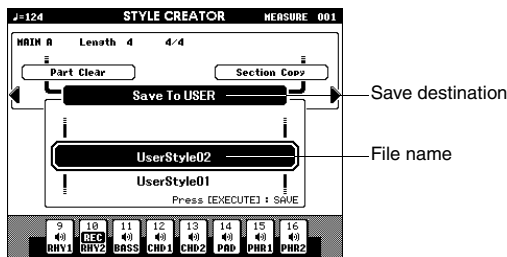 ♩=124 STYLE CREATOR MEASURE 001
MAIN A Length 4 4/4
Part Clear Section Copy
Save To USER Save destination
UserStyle02 File name
UserStyle01
Press [EXECUTE] : SAVE
9 10 11 12 13 14 15 16
REC
RHY1 RHY2 BASS CHD1 CHD2 PAD PHR1 PHR2